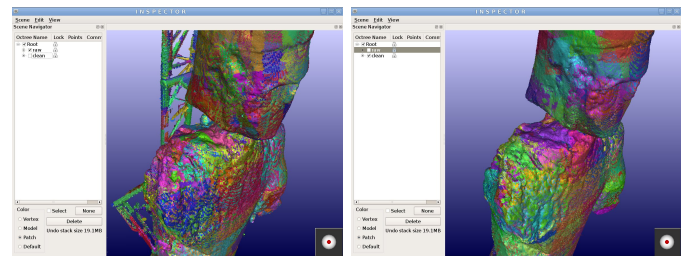 INSPECTOR
Scene Edit View
Scene Navigator
Octree Name Lock Points Comm
Root
raw
clean
Color
Select None
Vertex
Delete
Model
Undo stack size 19.1MB
Patch
Default
INSPECTOR
Scene Edit View
Scene Navigator
Octree Name Lock Points Comm
Root
raw
clean
Color
Select None
Vertex
Delete
Model
Undo stack size 19.1MB
Patch
Default